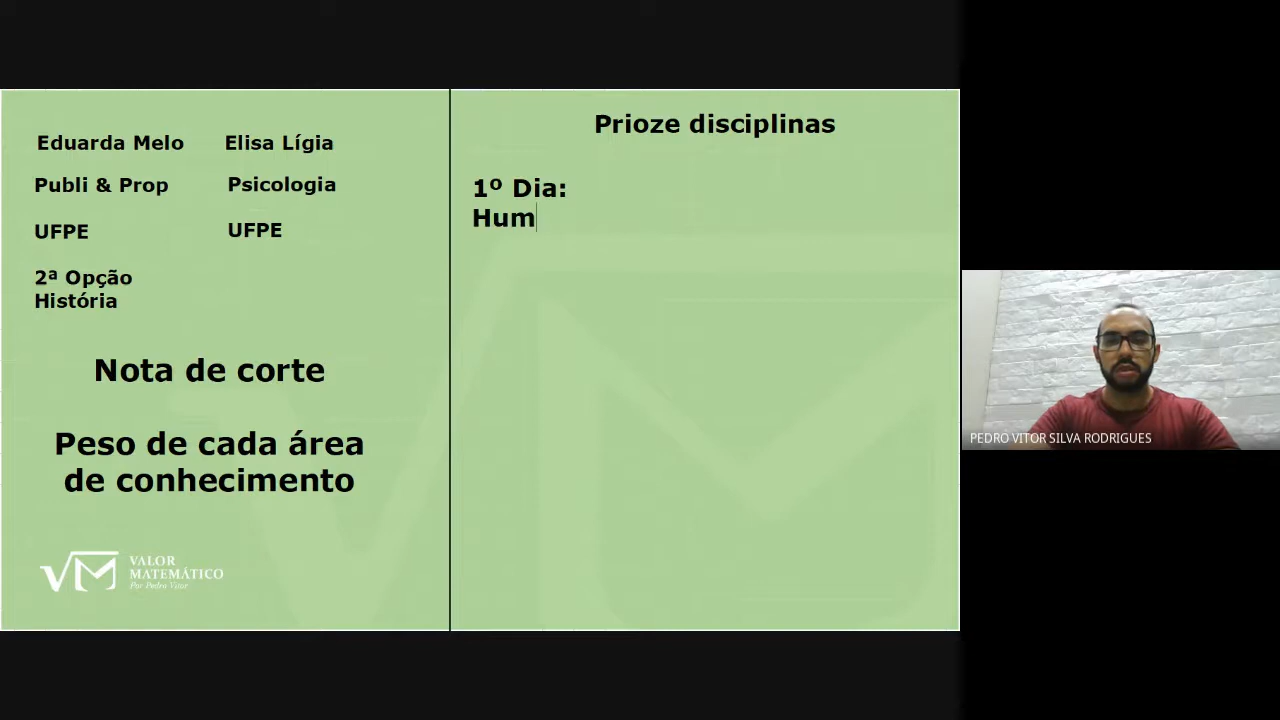 Eduarda Melo
Elisa Lígia
Publi & Prop
Psicologia
UFPE
UFPE
2ª Opção
História
Nota de corte
Peso de cada área
de conhecimento
VALOR
MATEMÁTICO
Por Pedro Vitor
Prioze disciplinas
1º Dia:
Hum
PEDRO VITOR SILVA RODRIGUES